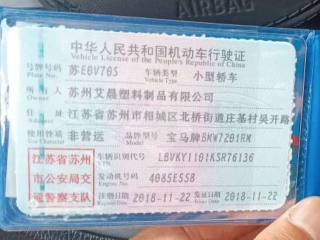 AIRBAG
中华人民共和国机动车行驶证
Vehicle License of the People's Republic of China
号牌号码 苏E0V765 车辆类型 小型轿车
Plate No. Vehicle Type
所有人 苏州艾晨塑料制品有限公司
Owner
住址 江苏省苏州市相城区北桥街道庄基村吴开路
Address
使用性质 非营运 品牌型号 宝马牌BMW7201RM
Use Character Model
江苏省苏州市公安局交通警察支队
车辆识别代号 LBVKY1101KSR76136
VIN
发动机号码 4085E558
Engine No.
注册日期 2018-11-22 发证日期 2018-11-22
Register Date Issue Date